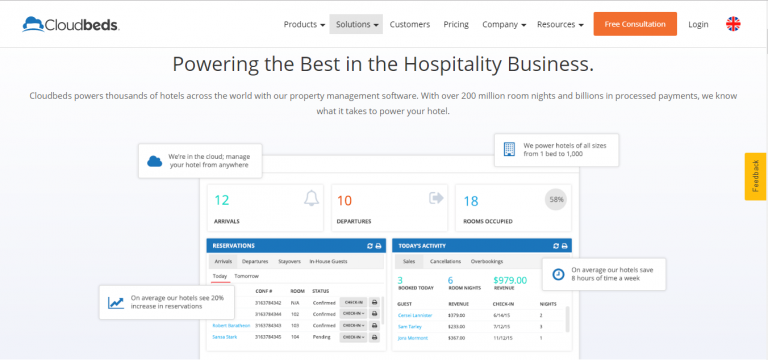 Cloudbeds
Products Solutions Customers Pricing Company Resources Free Consultation Login
Powering the Best in the Hospitality Business.
Cloudbeds powers thousands of hotels across the world with our property management software. With over 200 million room nights and billions in processed payments, we know
what it takes to power your hotel.
We're in the cloud; manage
your hotel from anywhere
We power hotels of all sizes
from 1 bed to 1,000
Feedback
12
ARRIVALS
10
DEPARTURES
18
58%
ROOMS OCCUPIED
RESERVATIONS
Arrivals Departures Stayovers In-House Guests
Today Tomorrow
CONF # ROOM STATUS
3163784342 N/A Confirmed CHECK-IN
3163784344 102 Confirmed CHECK-IN
Robert Baratheon 3163784343 103 Confirmed CHECK-IN
Sansa Stark 3163784345 104 Pending CHECK-IN
On average our hotels see 20%
increase in reservations
TODAY'S ACTIVITY
Sales Cancellations Overbookings
3 6 $979.00
BOOKED TODAY ROOM NIGHTS REVENUE
GUEST REVENUE CHECK-IN NIGHTS
Cercei Lannister $379.00 6/14/15 2
Sam Tarley $233.00 7/12/15 3
Jora Mermont $367.00 11/12/15 1
On average our hotels save
8 hours of time a week